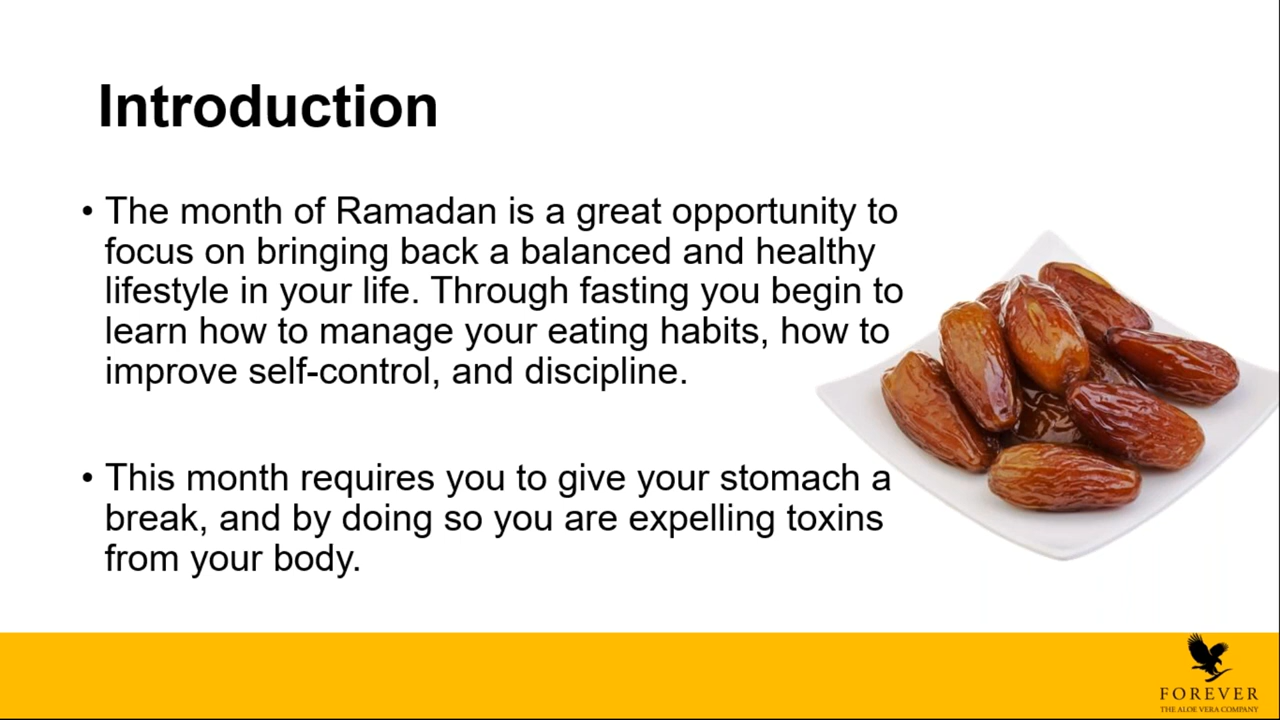 Introduction
• The month of Ramadan is a great opportunity to
focus on bringing back a balanced and healthy
lifestyle in your life. Through fasting you begin to
learn how to manage your eating habits, how to
improve self-control, and discipline.
• This month requires you to give your stomach a
break, and by doing so you are expelling toxins
from your body.
FOREVER
THE ALOE VERA COMPANY